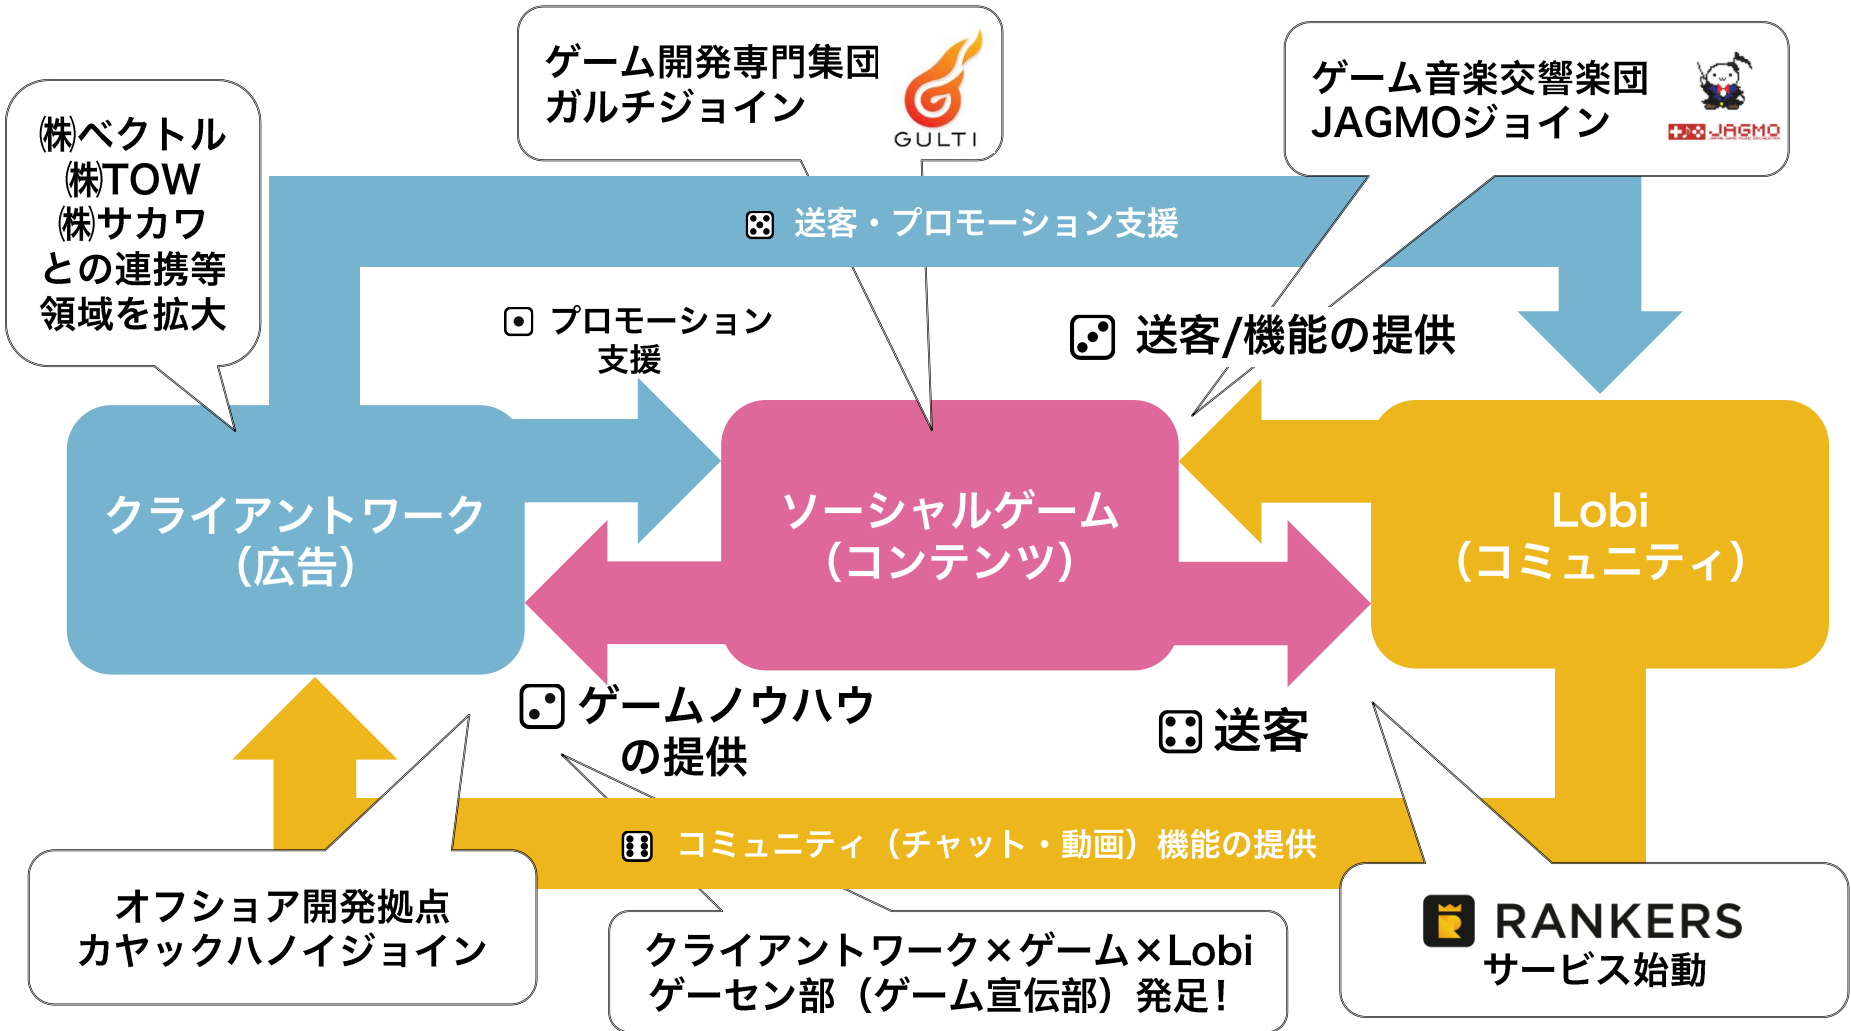 ゲーム開発専門集団
ガルチジョイン
GULTI
ゲーム音楽交響楽団
JAGMOジョイン
JAGMO
㈱ベクトル
㈱TOW
㈱サカワ
との連携等
領域を拡大
送客・プロモーション支援
プロモーション
支援
送客/機能の提供
クライアントワーク
（広告）
ソーシャルゲーム
（コンテンツ）
Lobi
（コミュニティ）
ゲームノウハウ
の提供
送客
コミュニティ（チャット・動画）機能の提供
オフショア開発拠点
カヤックハノイジョイン
クライアントワーク×ゲーム×Lobi
ゲーセン部（ゲーム宣伝部）発足！
RANKERS
サービス始動